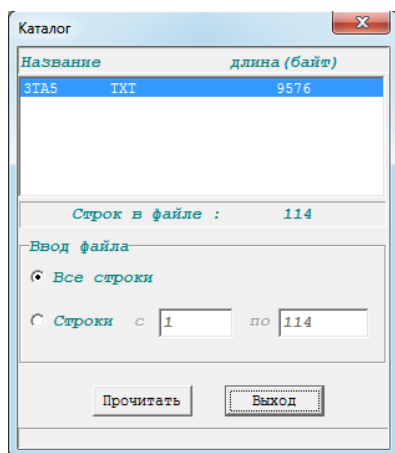 Каталог
Название длина (байт)
3TA5 TXT 9576
Строк в файле : 114
Ввод файла
Все строки
Строки с 1 по 114
Прочитать Выход